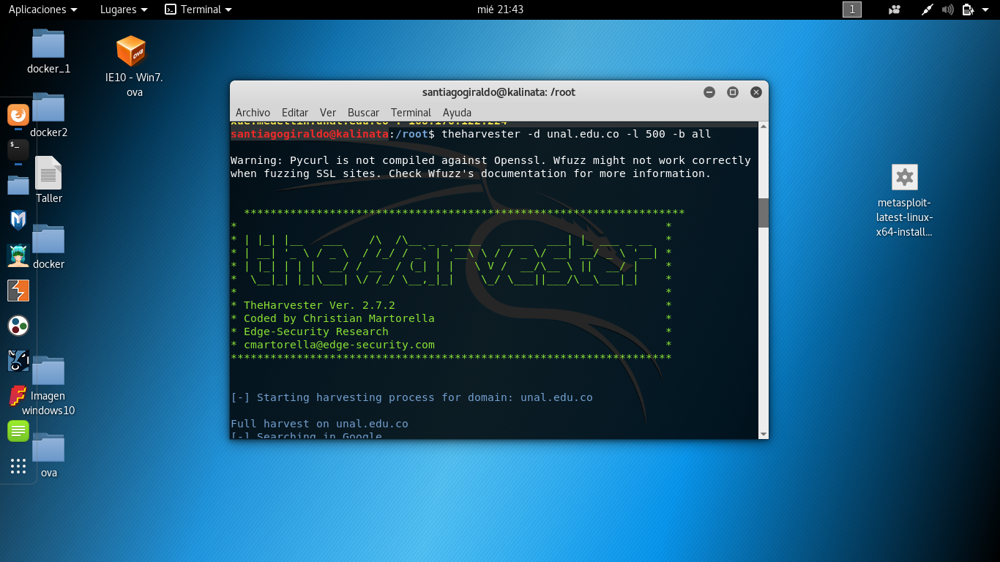 Aplicaciones Lugares Terminal mié 21:43 1
docker_1
IE10 - Win7.
ova
docker2
Taller
docker
Imagen
windows10
ova
metasploit-
latest-linux-
x64-install...
santiagogiraldo@kalinata: /root
Archivo Editar Ver Buscar Terminal Ayuda
santiagogiraldo@kalinata:/root$ theharvester -d unal.edu.co -l 500 -b all
Warning: Pycurl is not compiled against Openssl. Wfuzz might not work correctly
when fuzzing SSL sites. Check Wfuzz's documentation for more information.
*******************************************************************
* *
* | |_| |__ ___ /\ /\__ _ _ ____ _____ ___| |_ ___ _ __ *
* | __| '_ \ / _ \ / /_/ / _` | '__\ \ / / _ \/ __| __/ _ \ '__| *
* | |_| | | | __/ / __ / (_| | | \ V / __/\__ \ || __/ | *
* \__|_| |_|\___| \/ /_/ \__,_|_| \_/ \___||___/\__\___|_| *
* *
* TheHarvester Ver. 2.7.2 *
* Coded by Christian Martorella *
* Edge-Security Research *
* cmartorella@edge-security.com *
*******************************************************************
[-] Starting harvesting process for domain: unal.edu.co
Full harvest on unal.edu.co
[-] Searching in Google